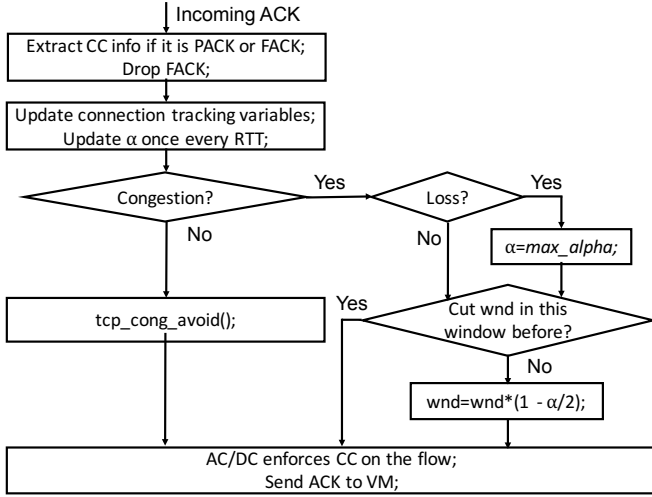 Incoming ACK
Extract CC info if it is PACK or FACK;
Drop FACK;
Update connection tracking variables;
Update α once every RTT;
Congestion?
Yes
Loss?
Yes
No
No
α=max_alpha;
tcp_cong_avoid();
Yes
Cut wnd in this
window before?
No
wnd=wnd*(1 - α/2);
AC/DC enforces CC on the flow;
Send ACK to VM;